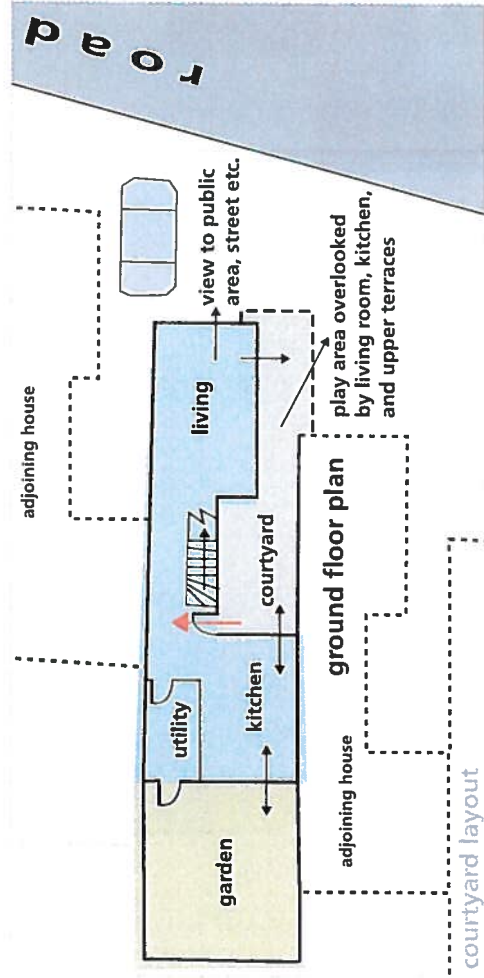 road
adjoining house
view to public
area, street etc.
living
play area overlooked
by living room, kitchen,
and upper terraces
courtyard
ground floor plan
utility
kitchen
garden
adjoining house
courtyard layout